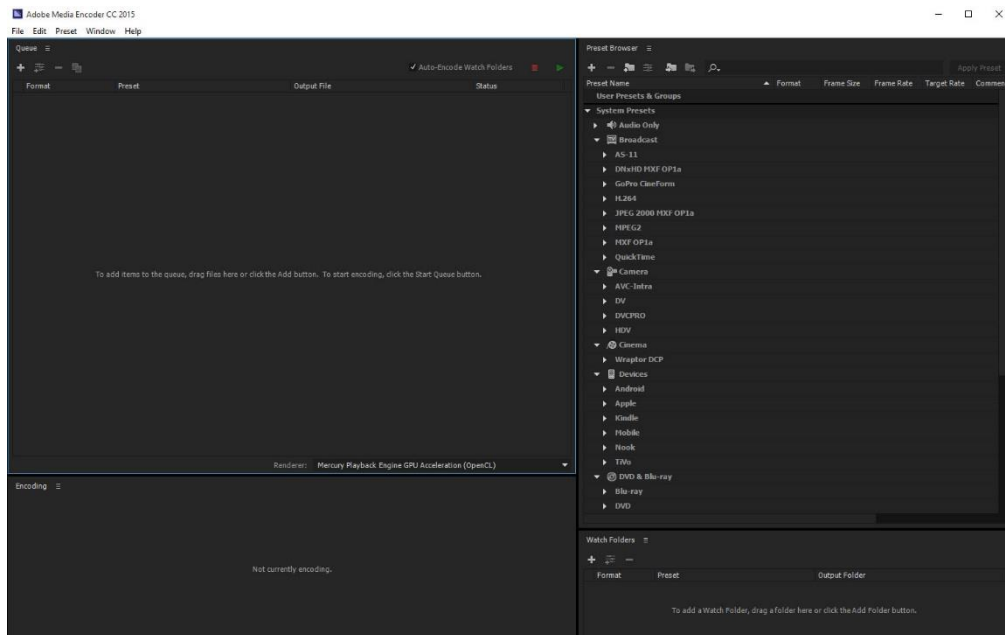 Adobe Media Encoder CC 2015
File Edit Preset Window Help
Queue
Auto-Encode Watch Folders
Format Preset Output File Status
To add items to the queue, drag files here or click the Add button. To start encoding, click the Start Queue button.
Renderer: Mercury Playback Engine GPU Acceleration (OpenCL)
Encoding
Not currently encoding.
Preset Browser
Apply Preset
Preset Name Format Frame Size Frame Rate Target Rate Commen
User Presets & Groups
System Presets
Audio Only
Broadcast
AS-11
DNxHD MXF OP1a
GoPro CineForm
H.264
JPEG 2000 MXF OP1a
MPEG2
MXF OP1a
QuickTime
Camera
AVC-Intra
DV
DVCPRO
HDV
Cinema
Wraptor DCP
Devices
Android
Apple
Kindle
Mobile
Nook
TiVo
DVD & Blu-ray
Blu-ray
DVD
Watch Folders
Format Preset Output Folder
To add a Watch Folder, drag a folder here or click the Add Folder button.